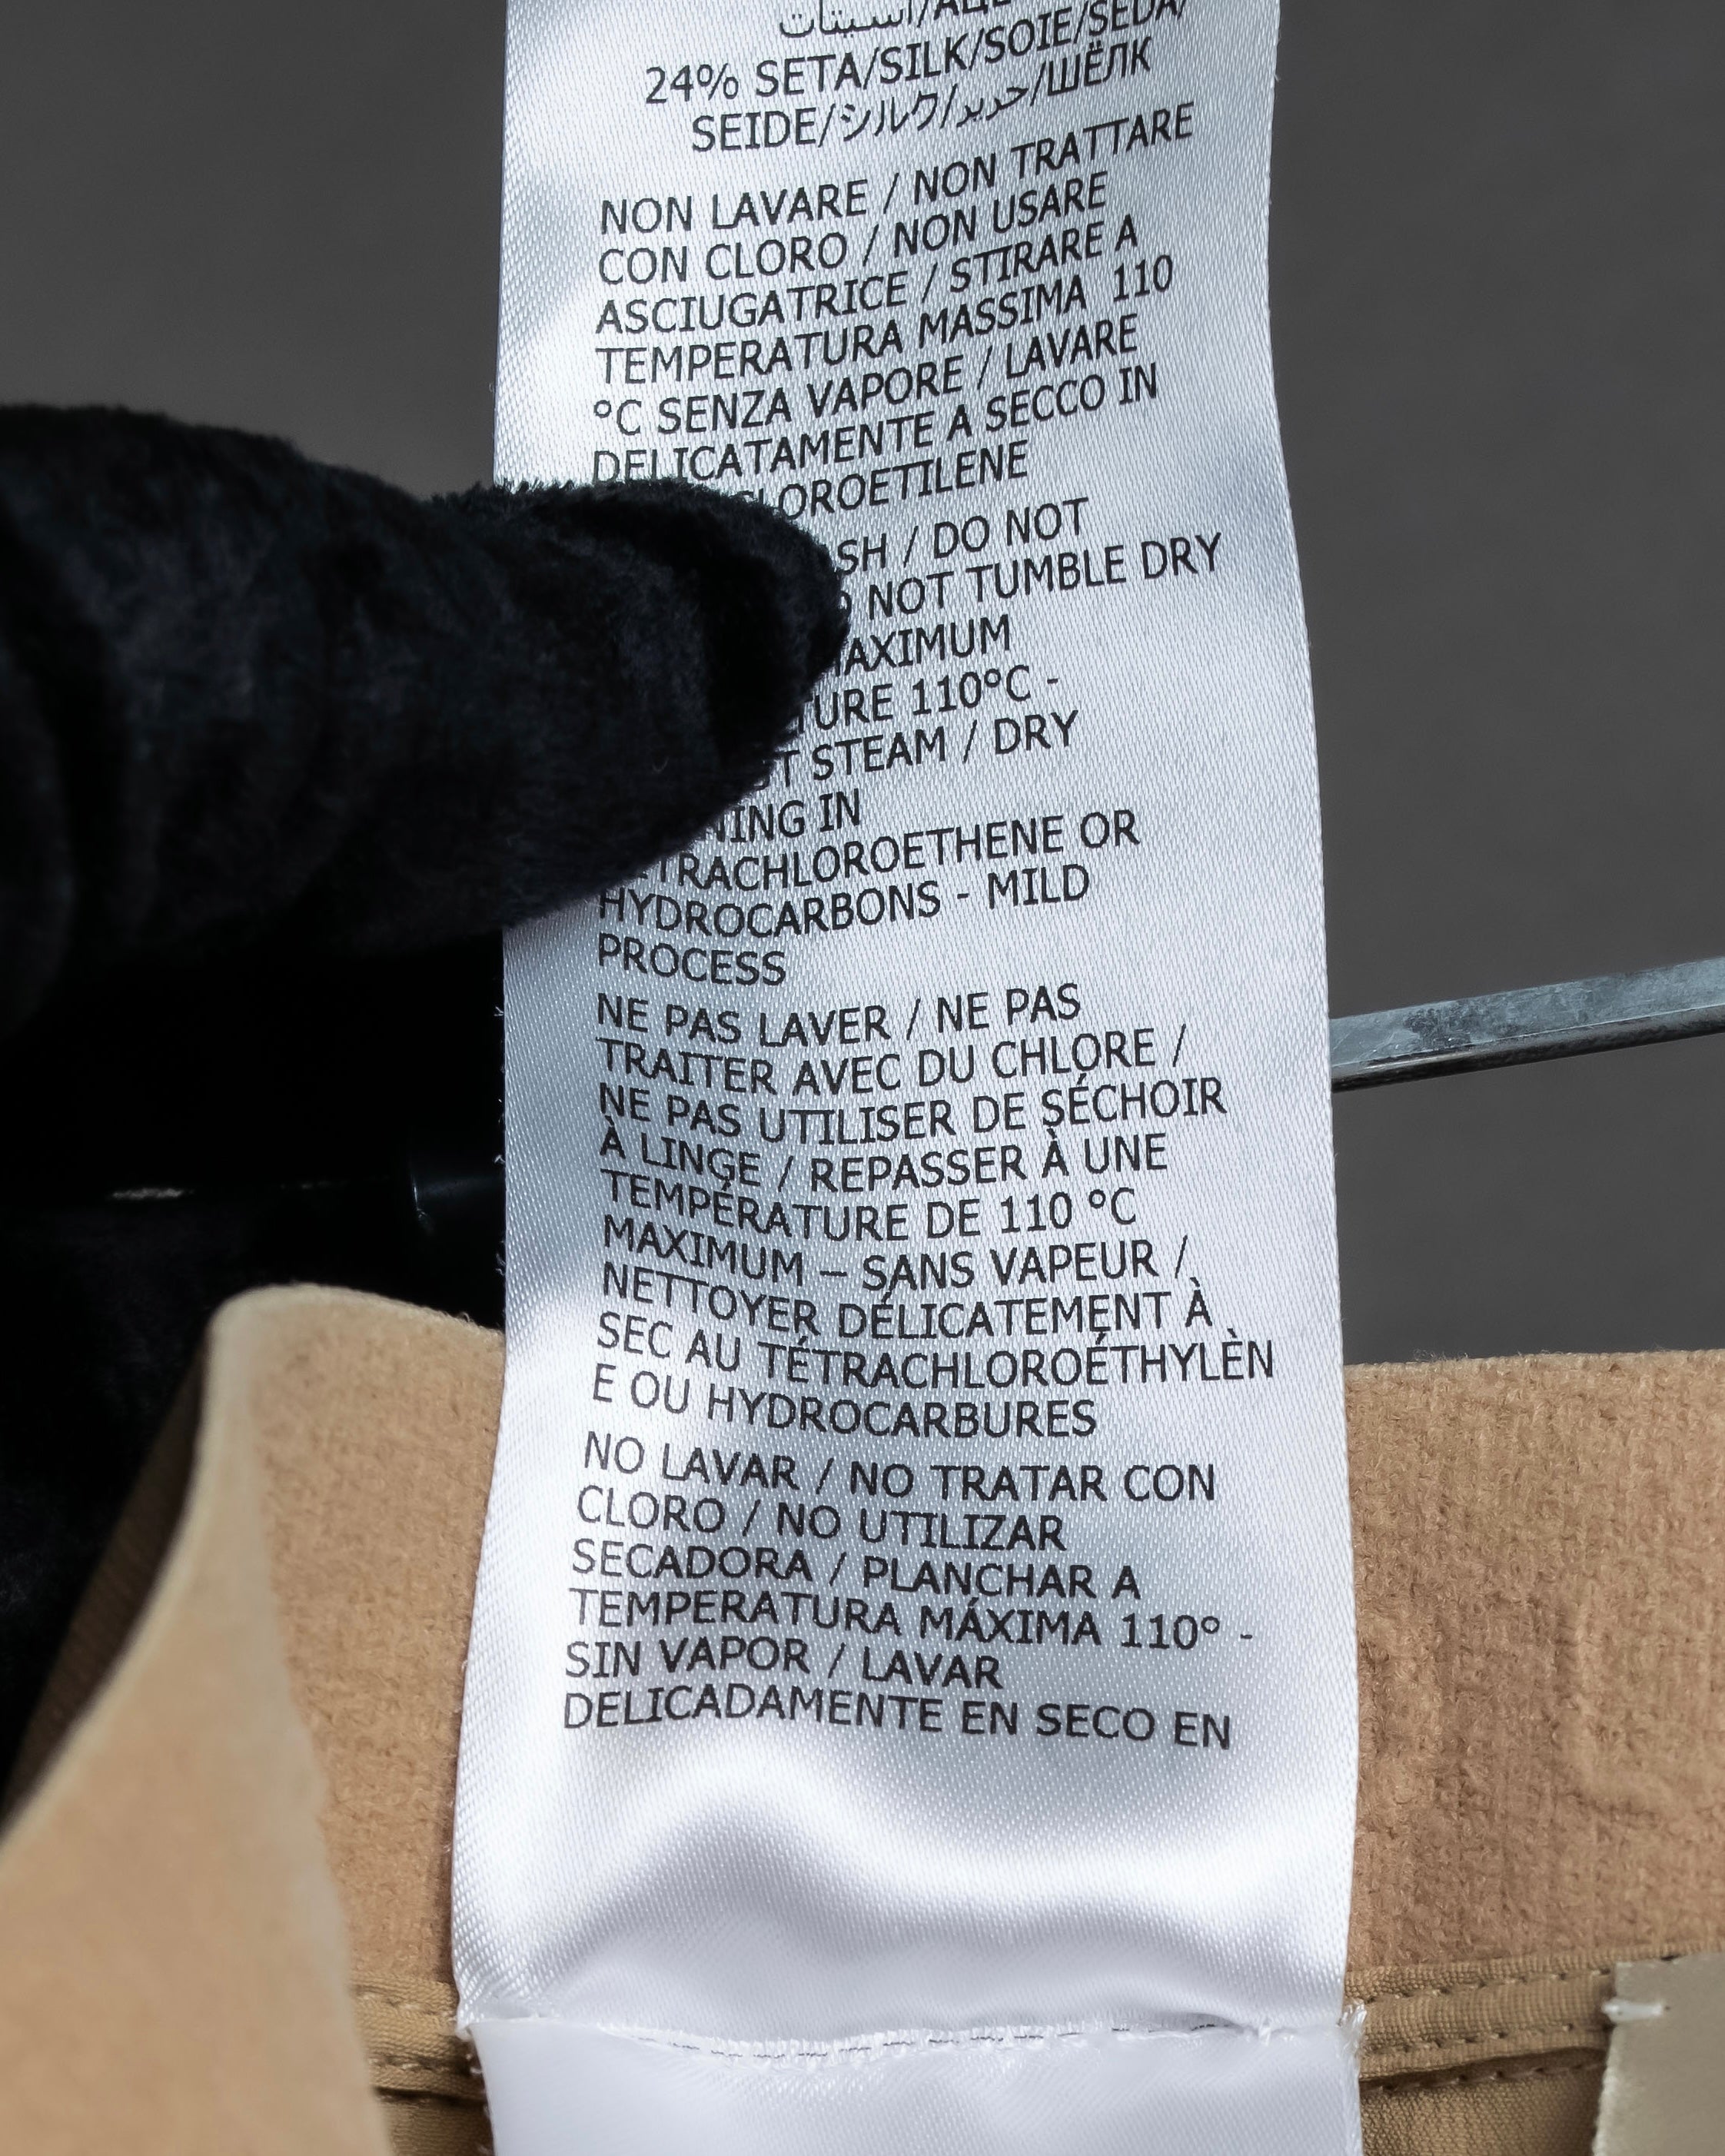 24% SETA/SILK/SOIE/SEDA/
SEIDE/シルク/حرير/ШЁЛК
NON LAVARE / NON TRATTARE
CON CLORO / NON USARE
ASCIUGATRICE / STIRARE A
TEMPERATURA MASSIMA 110
°C SENZA VAPORE / LAVARE
DELICATAMENTE A SECCO IN
/ DO NOT
NOT TUMBLE DRY
110°C -
STEAM / DRY
IN
OR
HYDROCARBONS - MILD
PROCESS
NE PAS LAVER / NE PAS
TRAITER AVEC DU CHLORE /
NE PAS UTILISER DE SÉCHOIR
À LINGE / REPASSER À UNE
TEMPÉRATURE DE 110 °C
MAXIMUM – SANS VAPEUR /
NETTOYER DÉLICATEMENT À
SEC AU TÉTRACHLOROÉTHYLÈN
E OU HYDROCARBURES
NO LAVAR / NO TRATAR CON
CLORO / NO UTILIZAR
SECADORA / PLANCHAR A
TEMPERATURA MÁXIMA 110° -
SIN VAPOR / LAVAR
DELICADAMENTE EN SECO EN